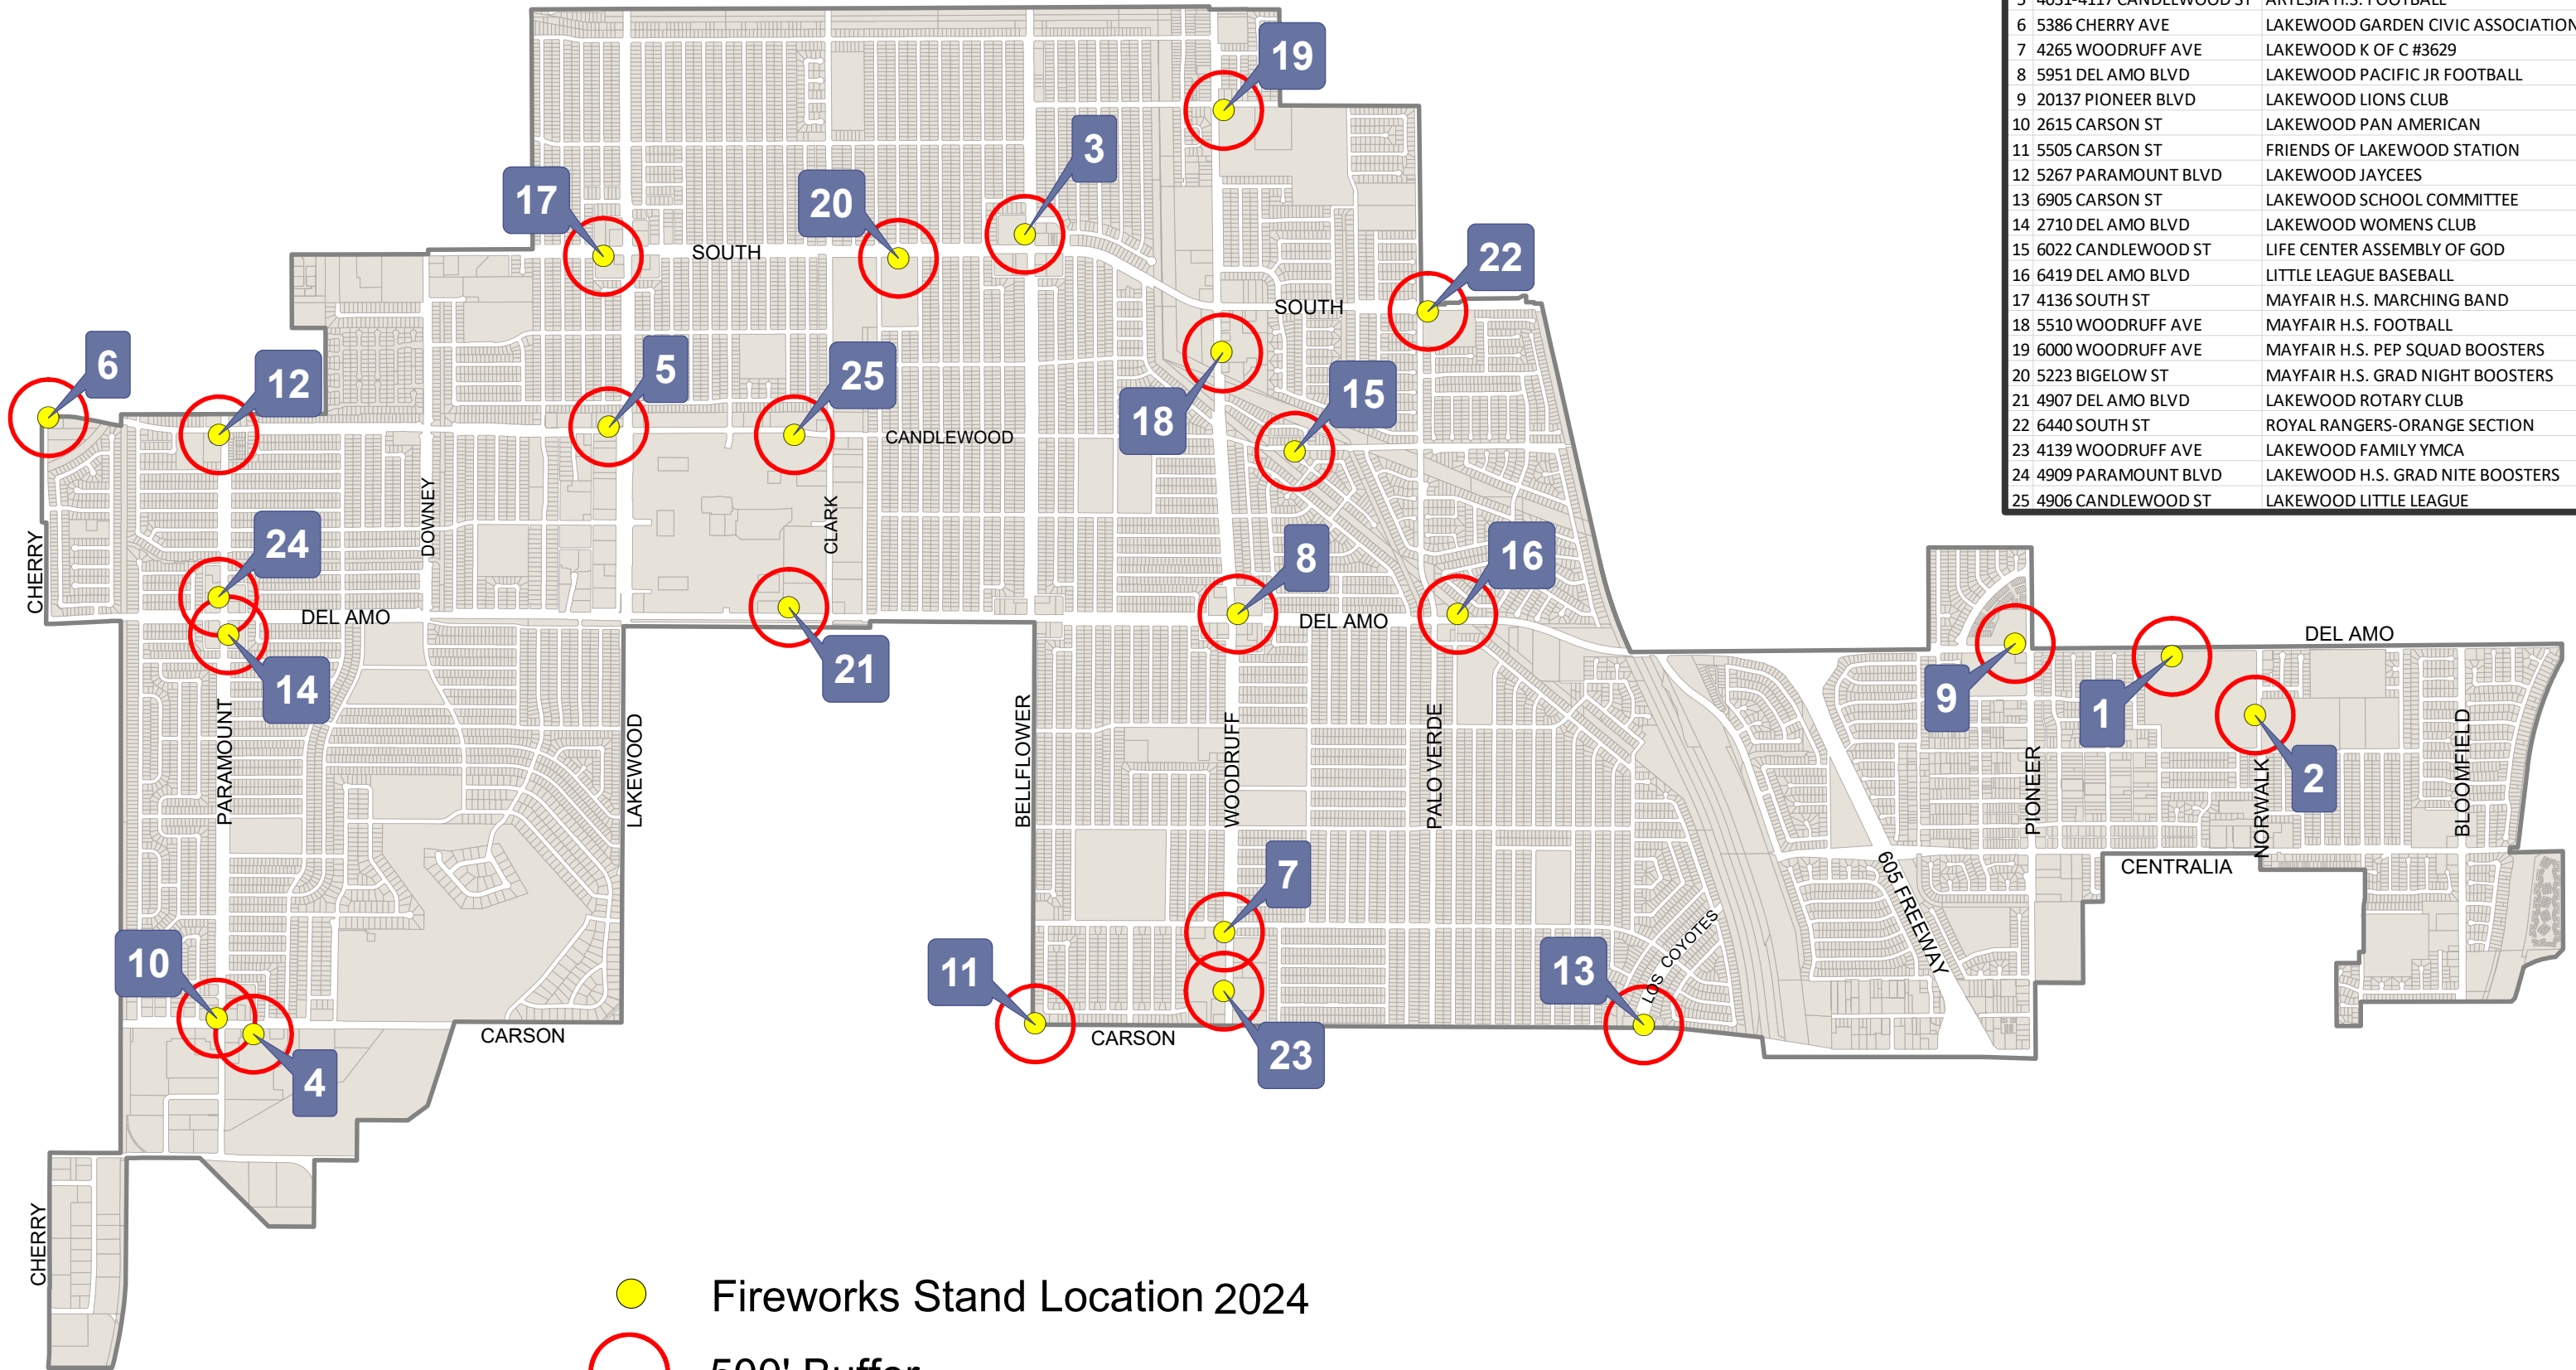 5 4031-4117 CANDLEWOOD ST ARTESIA H.S. FOOTBALL
6 5386 CHERRY AVE LAKEWOOD GARDEN CIVIC ASSOCIATION
7 4265 WOODRUFF AVE LAKEWOOD K OF C #3629
8 5951 DEL AMO BLVD LAKEWOOD PACIFIC JR FOOTBALL
9 20137 PIONEER BLVD LAKEWOOD LIONS CLUB
10 2615 CARSON ST LAKEWOOD PAN AMERICAN
11 5505 CARSON ST FRIENDS OF LAKEWOOD STATION
12 5267 PARAMOUNT BLVD LAKEWOOD JAYCEES
13 6905 CARSON ST LAKEWOOD SCHOOL COMMITTEE
14 2710 DEL AMO BLVD LAKEWOOD WOMENS CLUB
15 6022 CANDLEWOOD ST LIFE CENTER ASSEMBLY OF GOD
16 6419 DEL AMO BLVD LITTLE LEAGUE BASEBALL
17 4136 SOUTH ST MAYFAIR H.S. MARCHING BAND
18 5510 WOODRUFF AVE MAYFAIR H.S. FOOTBALL
19 6000 WOODRUFF AVE MAYFAIR H.S. PEP SQUAD BOOSTERS
20 5223 BIGELOW ST MAYFAIR H.S. GRAD NIGHT BOOSTERS
21 4907 DEL AMO BLVD LAKEWOOD ROTARY CLUB
22 6440 SOUTH ST ROYAL RANGERS-ORANGE SECTION
23 4139 WOODRUFF AVE LAKEWOOD FAMILY YMCA
24 4909 PARAMOUNT BLVD LAKEWOOD H.S. GRAD NITE BOOSTERS
25 4906 CANDLEWOOD ST LAKEWOOD LITTLE LEAGUE
19
3
17
20
SOUTH
22
SOUTH
6
12
5
25
15
18
CANDLEWOOD
DOWNEY
CLARK
CHERRY
24
8
16
DEL AMO
DEL AMO
DEL AMO
14
21
9
1
2
PARAMOUNT
LAKEWOOD
BELLFLOWER
WOODRUFF
PALO VERDE
PIONEER
NORWALK
BLOOMFIELD
CENTRALIA
605 FREEWAY
7
LOS COYOTES
10
11
13
CARSON
CARSON
4
23
CHERRY
Fireworks Stand Location 2024
500' Buffer